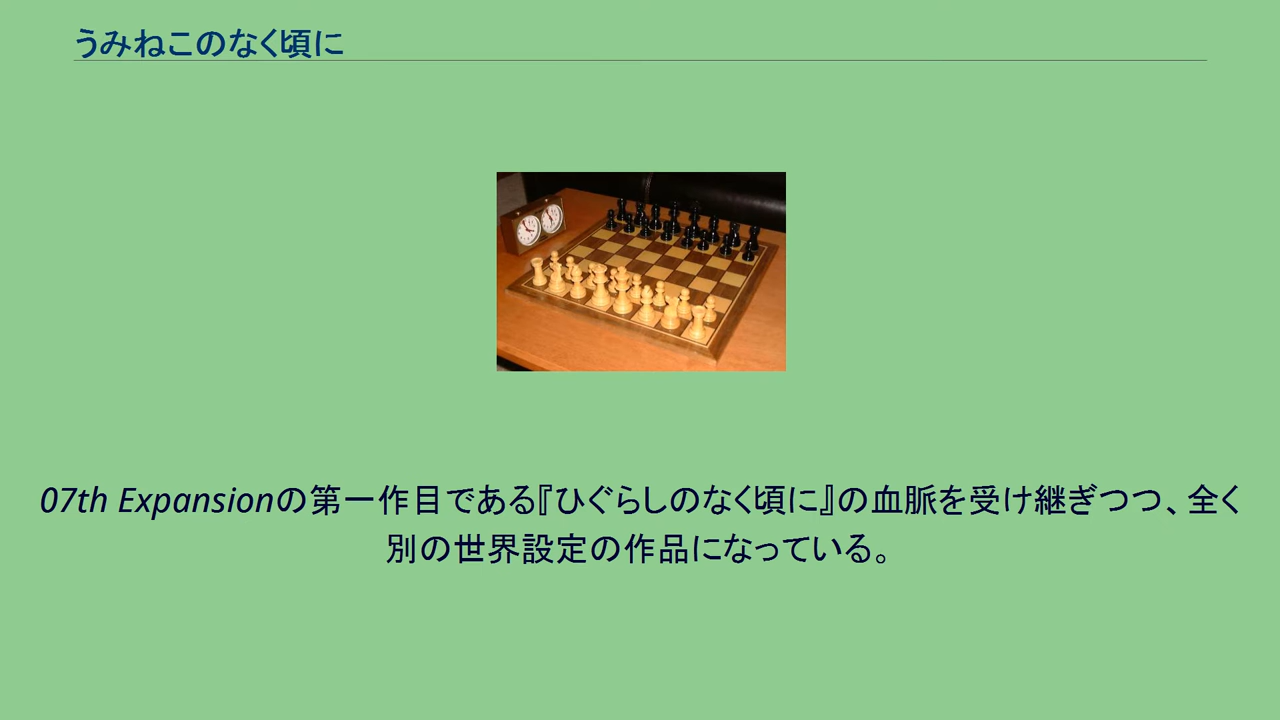 うみねこのなく頃に
07th Expansionの第一作目である『ひぐらしのなく頃に』の血脈を受け継ぎつつ、全く
別の世界設定の作品になっている。